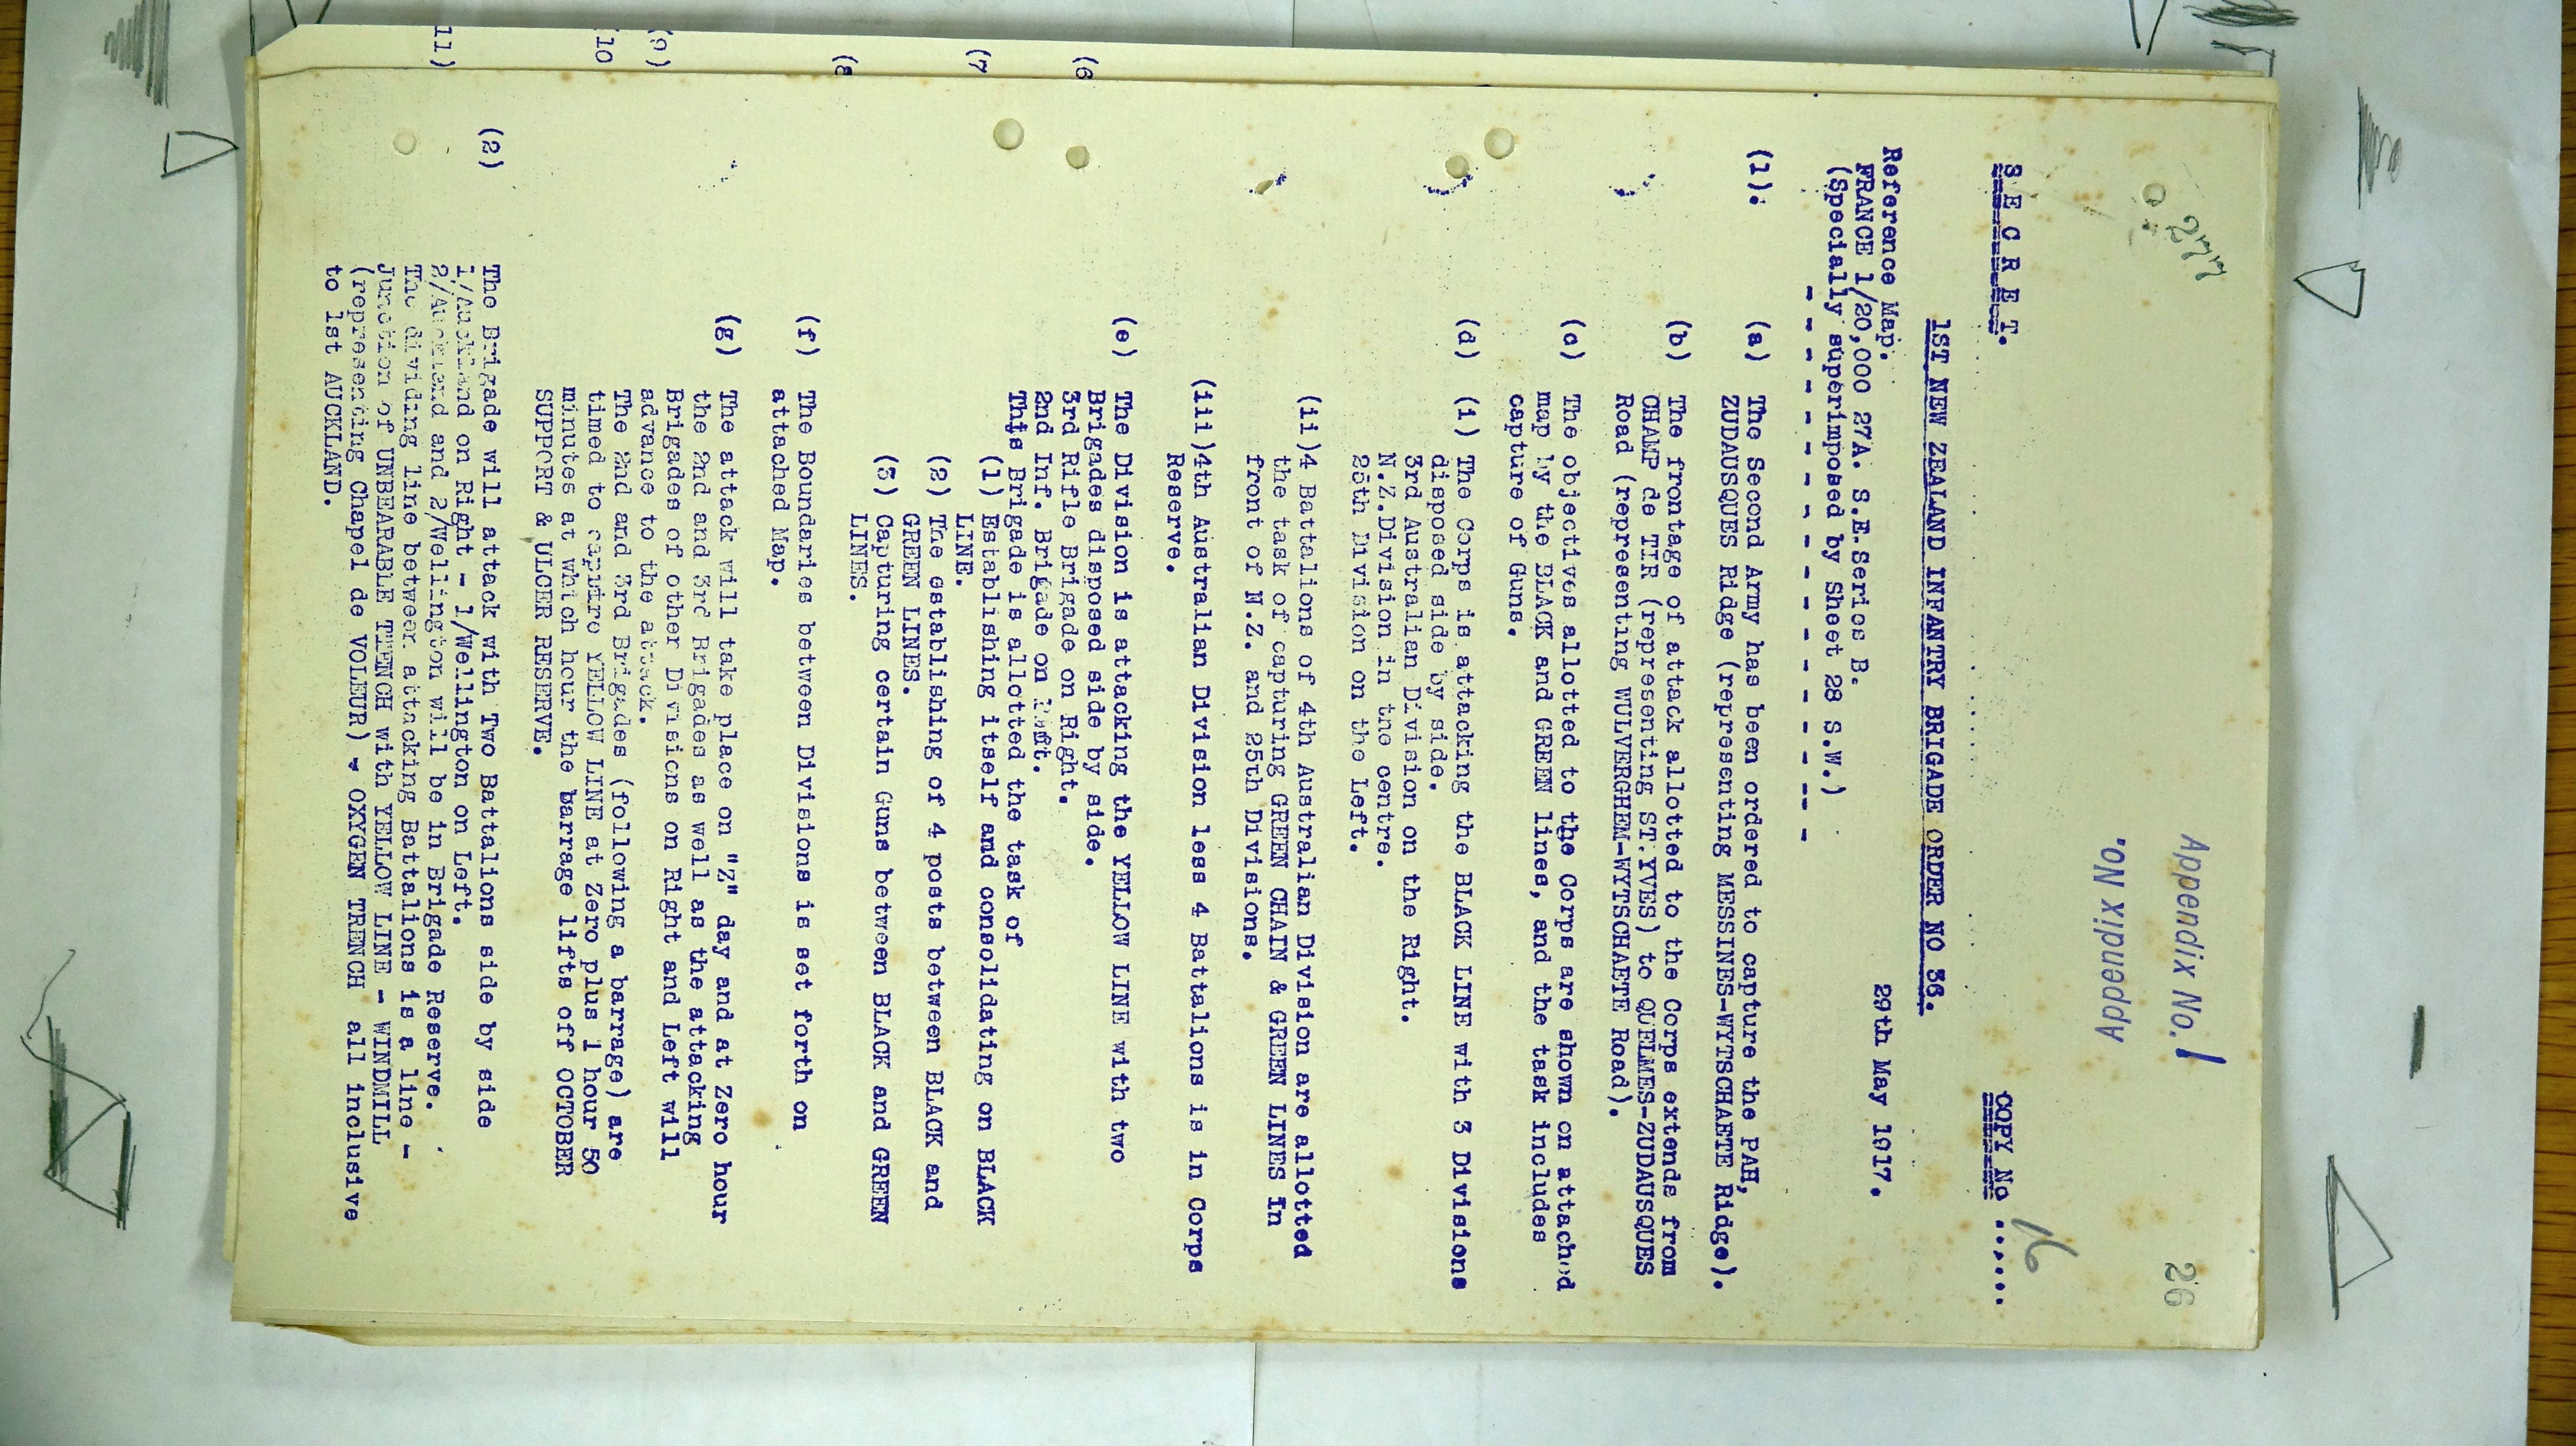 277
26
Appendix No. 1
Appendix No.
S E C R E T.
COPY No ......
16
1ST NEW ZEALAND INFANTRY BRIGADE ORDER NO 36.
29th May 1917.
Reference Map.
FRANCE 1/20,000 27A. S.E. Series B.
(Specially superimposed by Sheet 28 S.W.)
(1). (a) The Second Army has been ordered to capture the PAH,
ZUDAUSQUES Ridge (representing MESSINES-WYTSCHAETE Ridge).
(b) The frontage of attack allotted to the Corps extends from
CHAMP de TIR (representing ST.YVES) to QUELMES-ZUDAUSQUES
Road (representing WULVERGHEM-WYTSCHAETE Road).
(c) The objectives allotted to the Corps are shown on attached
map by the BLACK and GREEN lines, and the task includes
capture of Guns.
(d) (i) The Corps is attacking the BLACK LINE with 3 Divisions
disposed side by side.
3rd Australian Division on the Right.
N.Z.Division in the centre.
25th Division on the Left.
(ii) 4 Battalions of 4th Australian Division are allotted
the task of capturing GREEN CHAIN & GREEN LINES in
front of N.Z. and 25th Divisions.
(iii) 4th Australian Division less 4 Battalions is in Corps
Reserve.
(e) The Division is attacking the YELLOW LINE with two
Brigades disposed side by side.
3rd Rifle Brigade on Right.
2nd Inf. Brigade on Left.
This Brigade is allotted the task of
(1) Establishing itself and consolidating on BLACK
LINE.
(2) The establishing of 4 posts between BLACK and
GREEN LINES.
(3) Capturing certain Guns between BLACK and GREEN
LINES.
(f) The Boundaries between Divisions is set forth on
attached Map.
(g) The attack will take place on "Z" day and at Zero hour
the 2nd and 3rd Brigades as well as the attacking
Brigades of other Divisions on Right and Left will
advance to the attack.
The 2nd and 3rd Brigades (following a barrage) are
timed to capture YELLOW LINE at Zero plus 1 hour 50
minutes at which hour the barrage lifts off OCTOBER
SUPPORT & ULCER RESERVE.
(2) The Brigade will attack with Two Battalions side by side
1/Auckland on Right - 1/Wellington on Left.
2/Auckland and 2/Wellington will be in Brigade Reserve.
The dividing line between attacking Battalions is a line -
Junction of UNBEARABLE TRENCH with YELLOW LINE - WINDMILL
(representing Chapel de VOLEUR) - OXYGEN TRENCH all inclusive
to 1st AUCKLAND.
(6
(7
(8
(9)
(10
11)